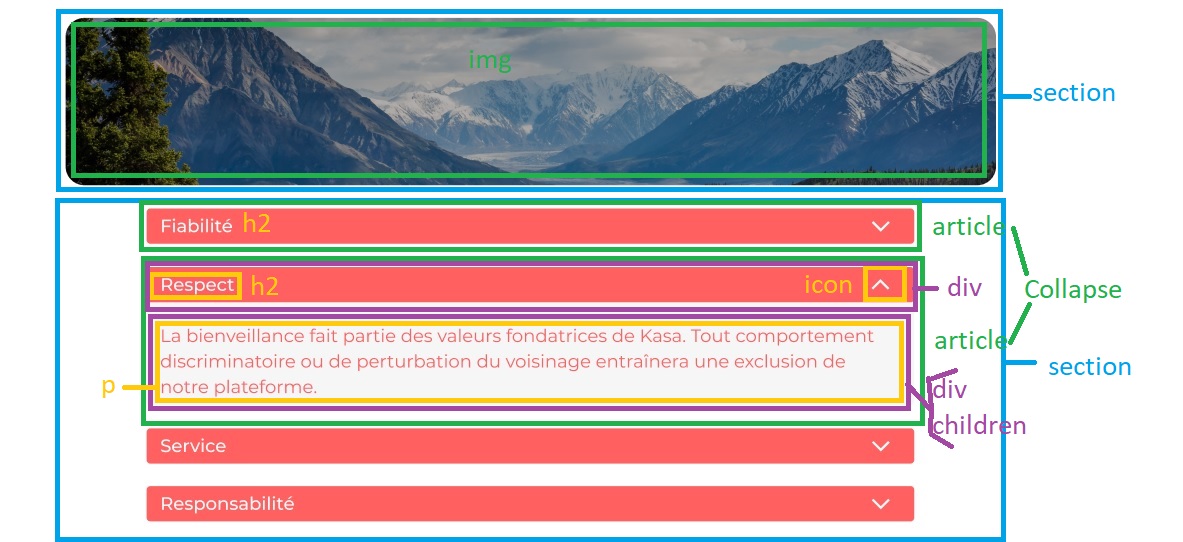 img
section
Fiabilité h2
article
Respect h2 icon
div
Collapse
La bienveillance fait partie des valeurs fondatrices de Kasa. Tout comportement
discriminatoire ou de perturbation du voisinage entraînera une exclusion de
notre plateforme.
article
section
p
div
children
Service
Responsabilité